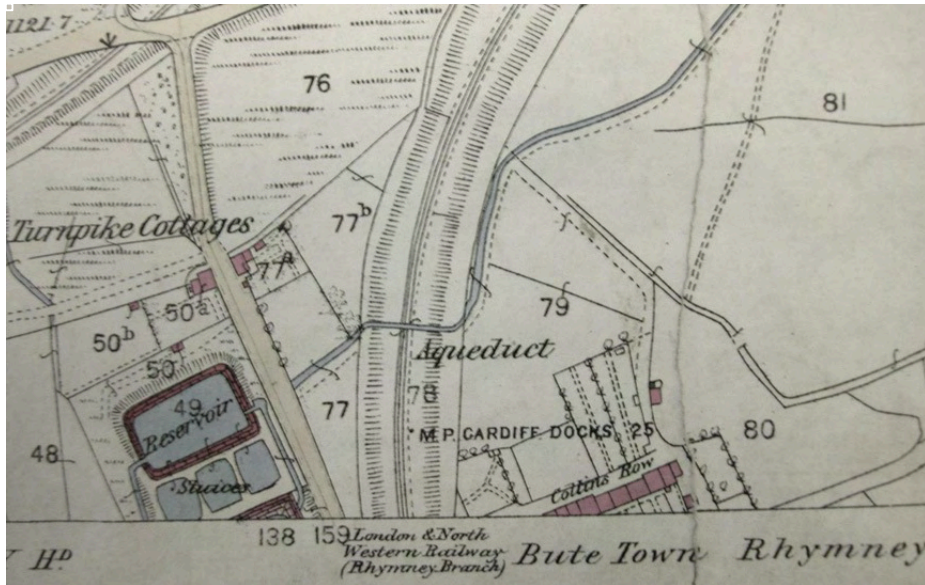 1121·7
76
81
Turnpike Cottages
77b
77a
50a
79
50b
50
Aqueduct
49
Reservoir
77
78
M.P. CARDIFF DOCKS. 25
80
48
Sluices
Collins Row
138 159
London & North
Western Railway
(Rhymney Branch)
Y HD.
Bute Town Rhymney